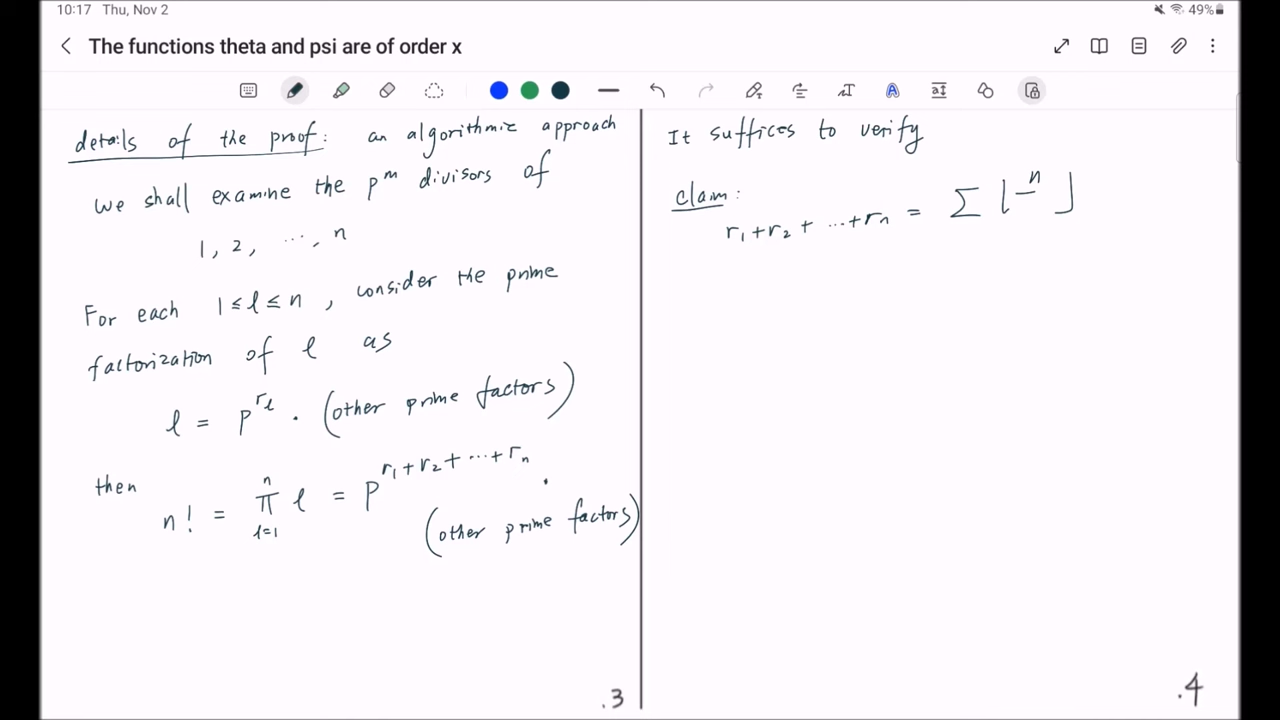 10:17 Thu, Nov 2
49%
The functions theta and psi are of order x
details of the proof: an algorithmic approach
We shall examine the p^m divisors of
1, 2, ..., n
For each 1 ≤ l ≤ n, consider the prime
factorization of l as
l = p^{r_l} · (other prime factors)
then
n! = ∏_{l=1}^{n} l = p^{r_1+r_2+...+r_n} ·
(other prime factors)
.3
It suffices to verify
claim:
r_1+r_2+...+r_n = ∑ ⌊n/ ⌋
.4